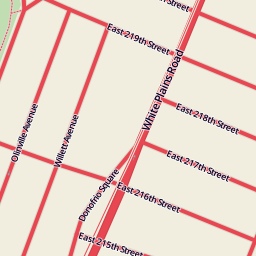 Street
East 219th Street
White Plains Road
East 218th Street
Olinville Avenue
Willett Avenue
East 217th Street
Donofrio Square
East 216th Street
East 215th Street